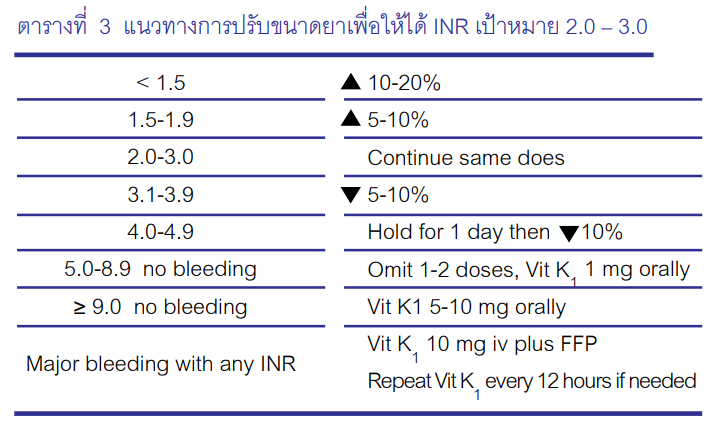 ตารางที่ 3 แนวทางการปรับขนาดยาเพื่อให้ได้ INR เป้าหมาย 2.0 – 3.0
< 1.5 ▲ 10-20%
1.5-1.9 ▲ 5-10%
2.0-3.0 Continue same does
3.1-3.9 ▼ 5-10%
4.0-4.9 Hold for 1 day then ▼10%
5.0-8.9 no bleeding Omit 1-2 doses, Vit K₁ 1 mg orally
≥ 9.0 no bleeding Vit K1 5-10 mg orally
Major bleeding with any INR Vit K₁ 10 mg iv plus FFP
Repeat Vit K₁ every 12 hours if needed